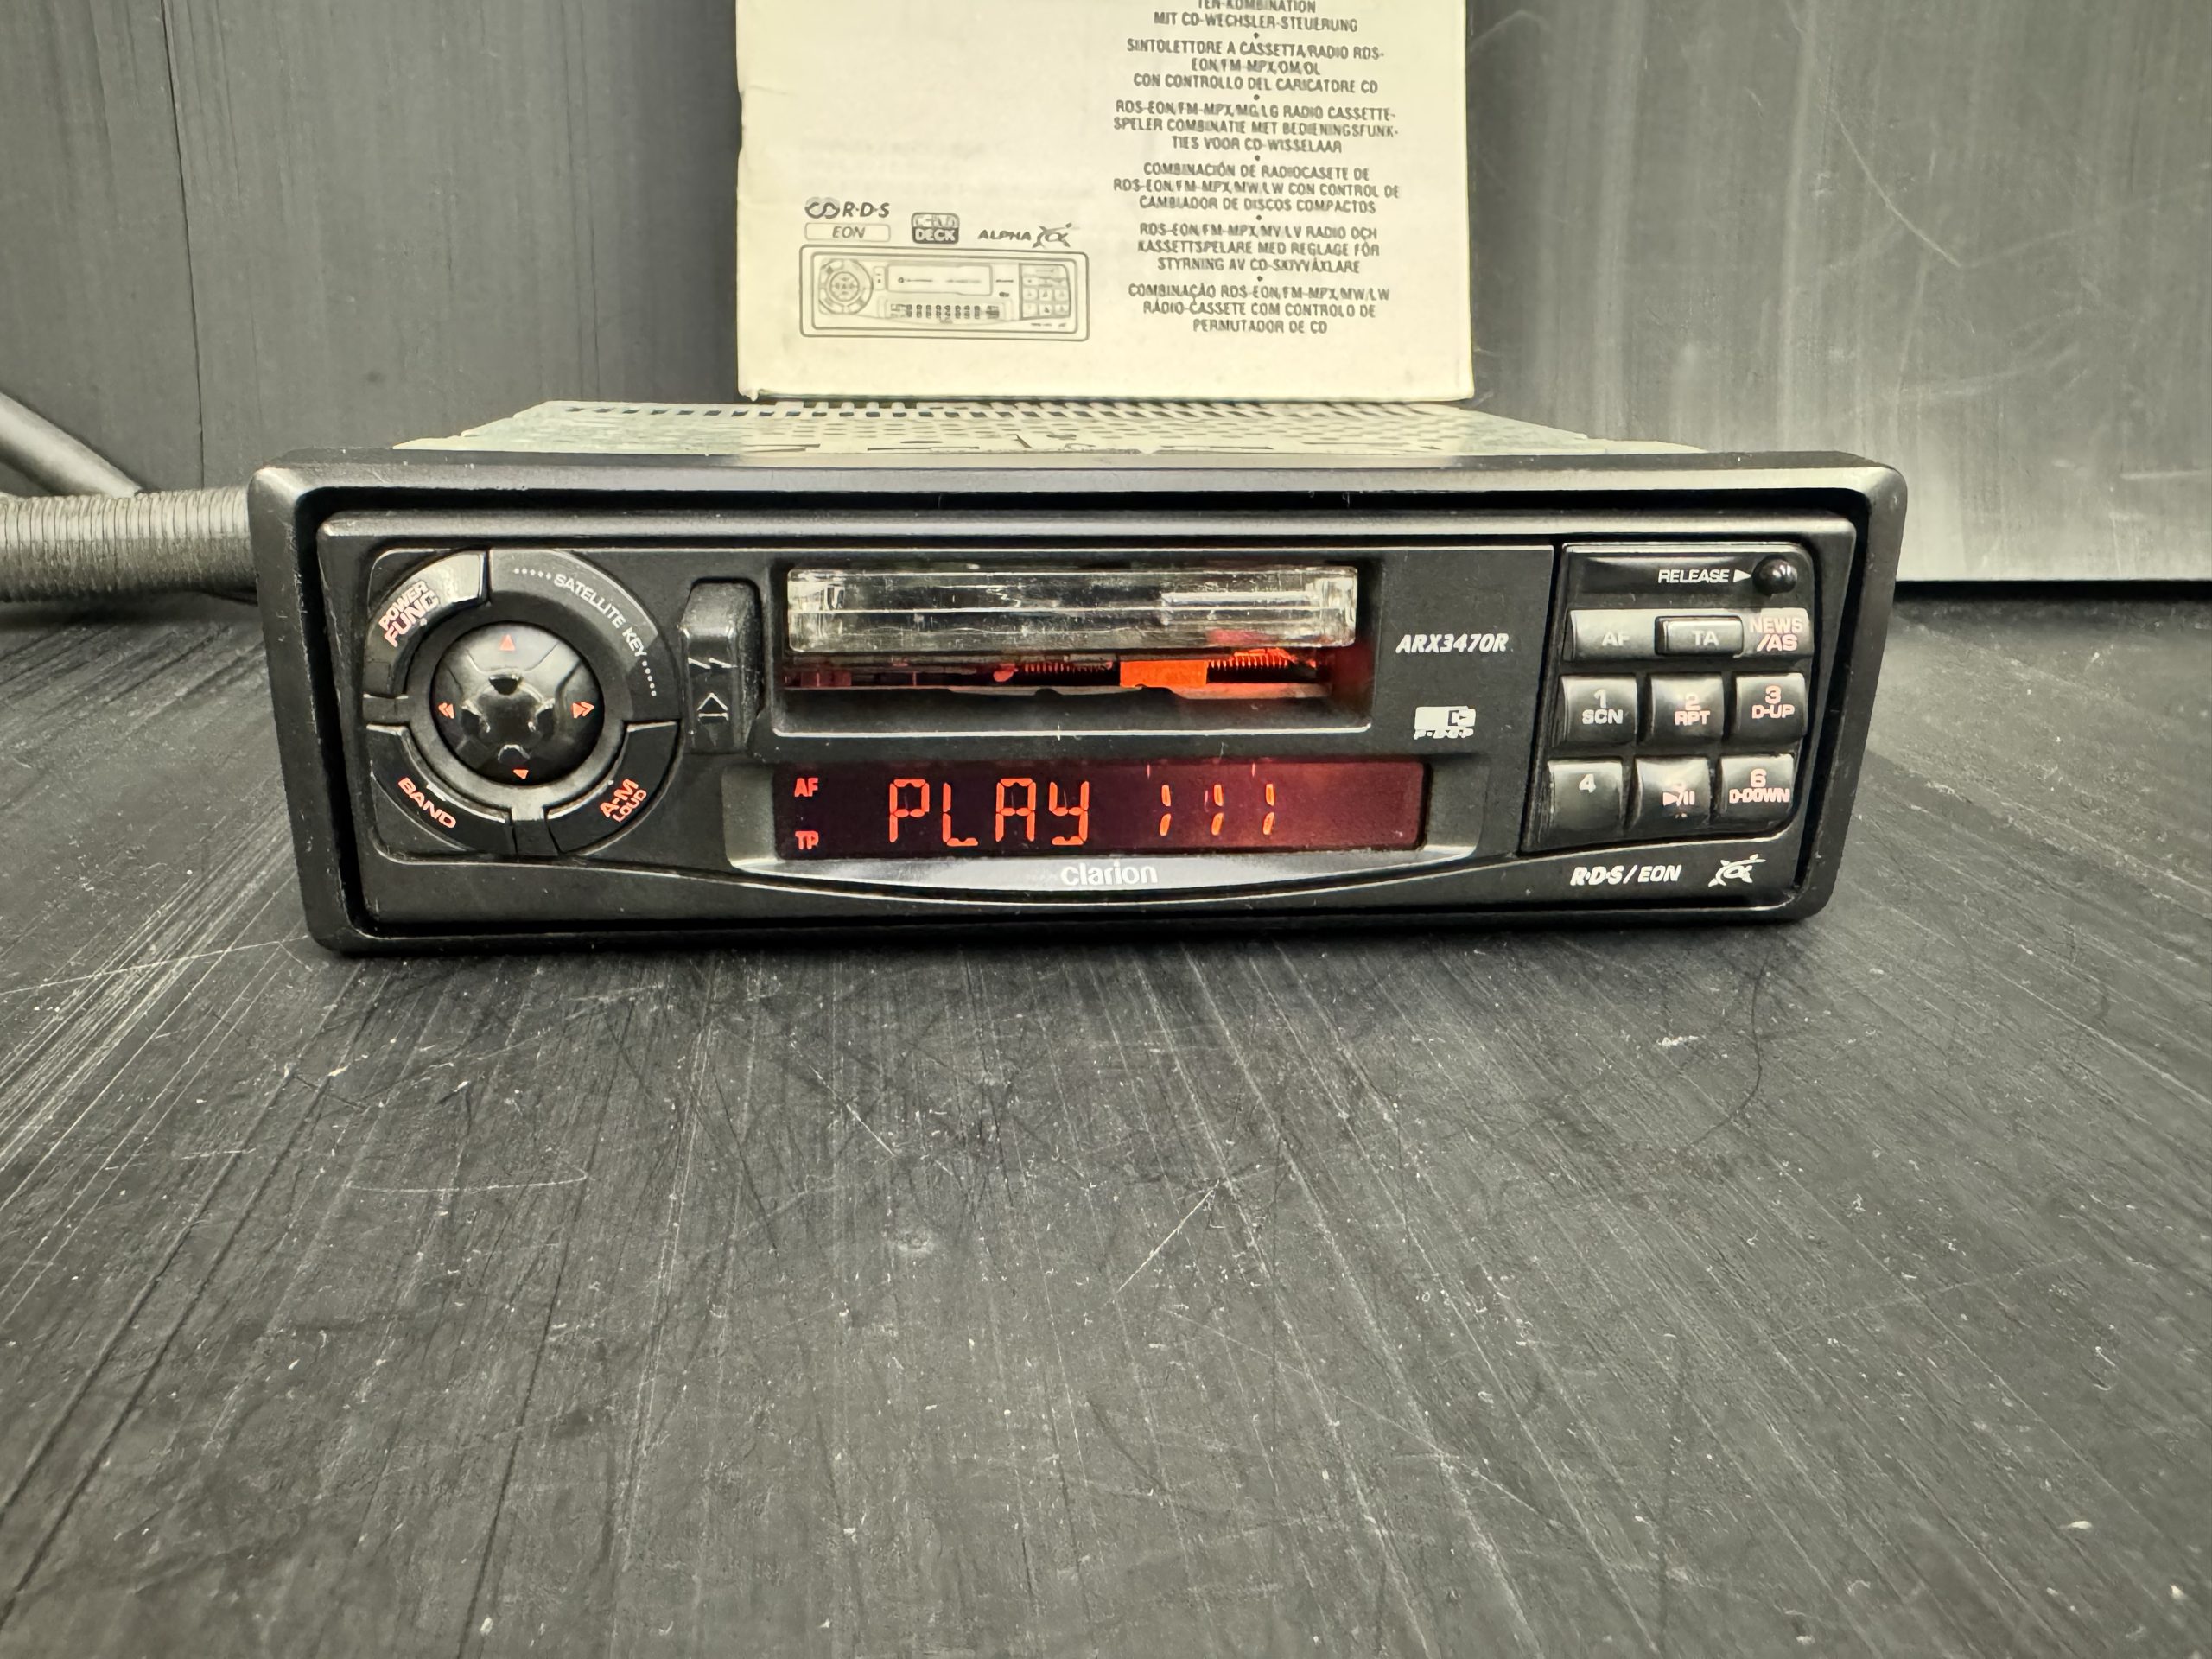 TEN-KOMBINATION
MIT CD-WECHSLER-STEUERUNG
SINTOLETTORE A CASSETTA/RADIO RDS-
EON/FM-MPX/OM/OL
CON CONTROLLO DEL CARICATORE CD
RDS-EON/FM-MPX/MG/LG RADIO CASSETTE-
SPELER COMBINATIE MET BEDIENINGSFUNK-
TIES VOOR CD-WISSELAAR
COMBINACIÓN DE RADIOCASETE DE
RDS-EON/FM-MPX/MW/LW CON CONTROL DE
CAMBIADOR DE DISCOS COMPACTOS
RDS-EON/FM-MPX/MV/LV RADIO OCH
KASSETTSPELARE MED REGLAGE FÖR
STYRNING AV CD-SKIVVÄXLARE
COMBINAÇÃO RDS-EON/FM-MPX/MW/LW
RÁDIO-CASSETE COM CONTROLO DE
PERMUTADOR DE CD
R·D·S
EON
DECK
ALPHA
POWER
FUNC
SATELLITE KEY
BAND
A-M
LOUD
ARX3470R
RELEASE
AF TA NEWS
/AS
1 2 3
SCN RPT D-UP
4 6
D-DOWN
AF
PLAY
TP
clarion
R·D·S/EON